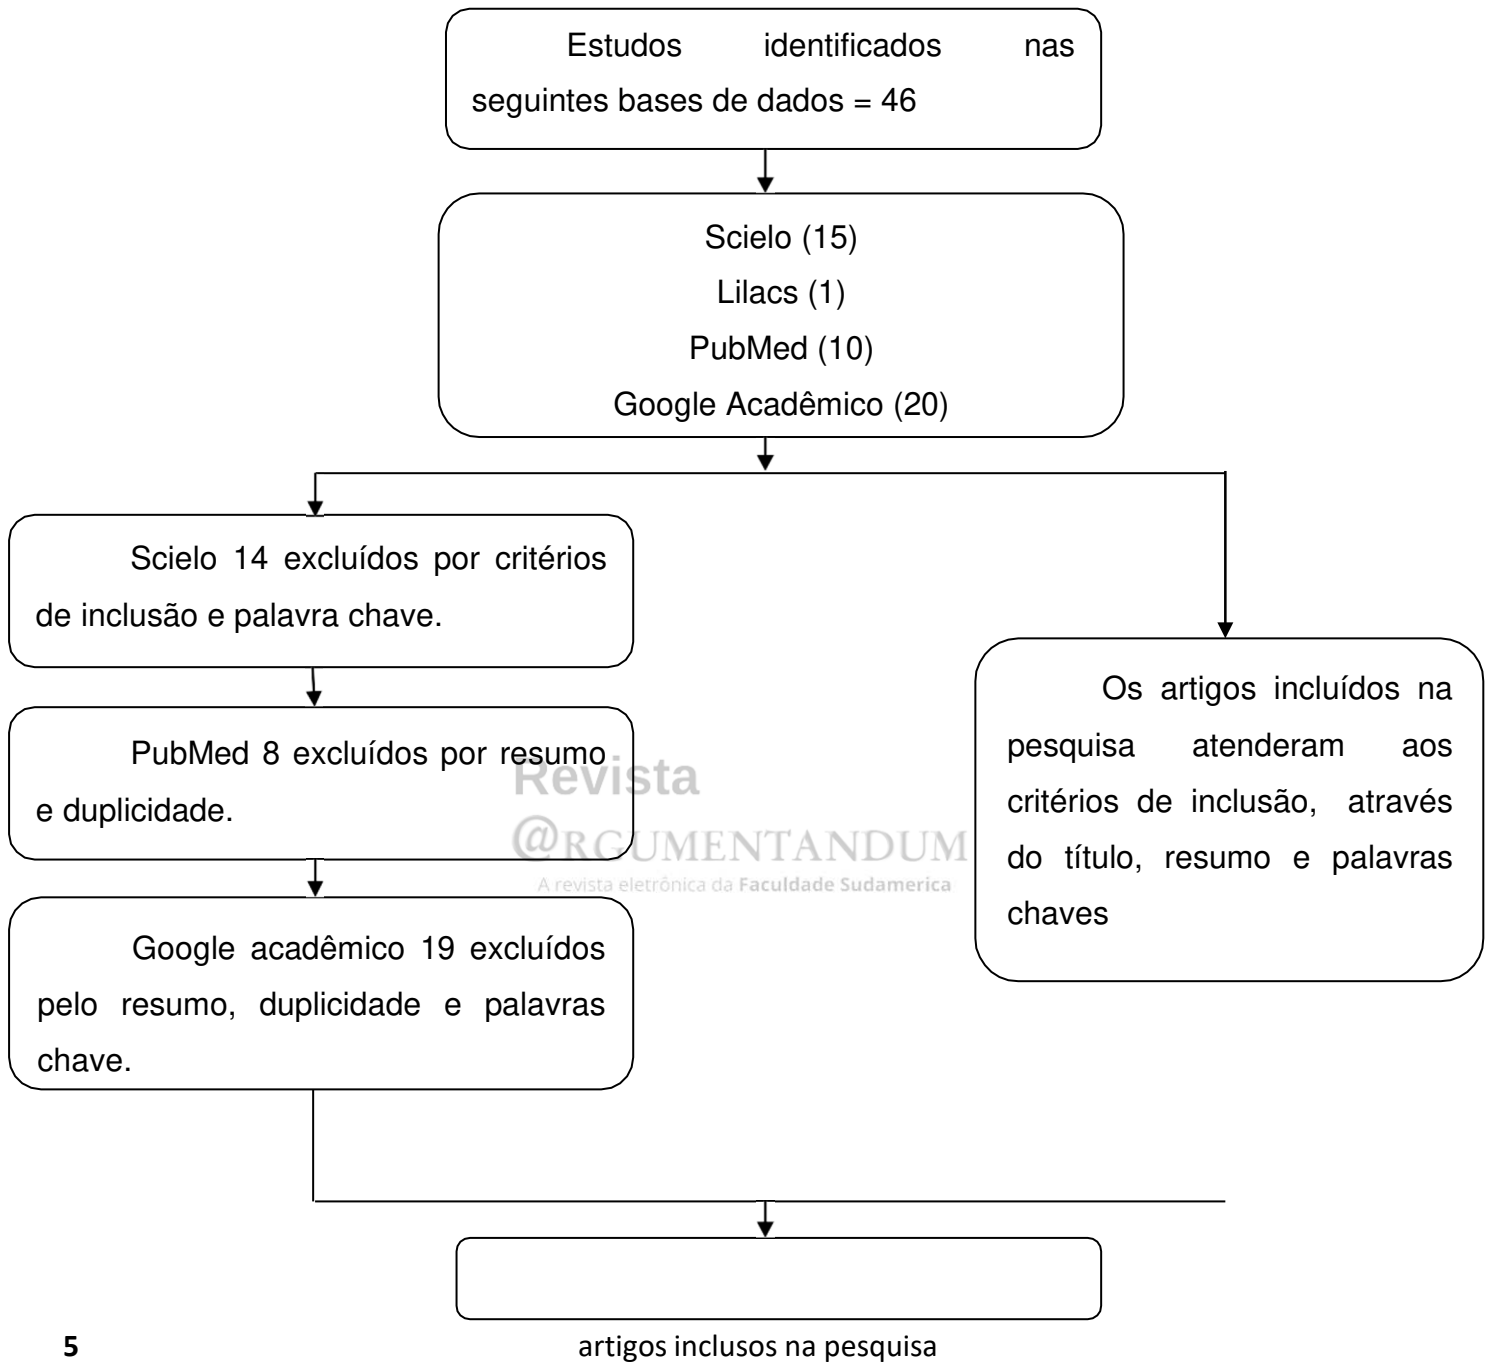 Estudos identificados nas
seguintes bases de dados = 46
Scielo (15)
Lilacs (1)
PubMed (10)
Google Acadêmico (20)
Scielo 14 excluídos por critérios
de inclusão e palavra chave.
PubMed 8 excluídos por resumo
e duplicidade.
Google acadêmico 19 excluídos
pelo resumo, duplicidade e palavras
chave.
Revista
@RGUMENTANDUM
A revista eletrônica da Faculdade Sudamerica
Os artigos incluídos na
pesquisa atenderam aos
critérios de inclusão, através
do título, resumo e palavras
chaves
5 artigos inclusos na pesquisa